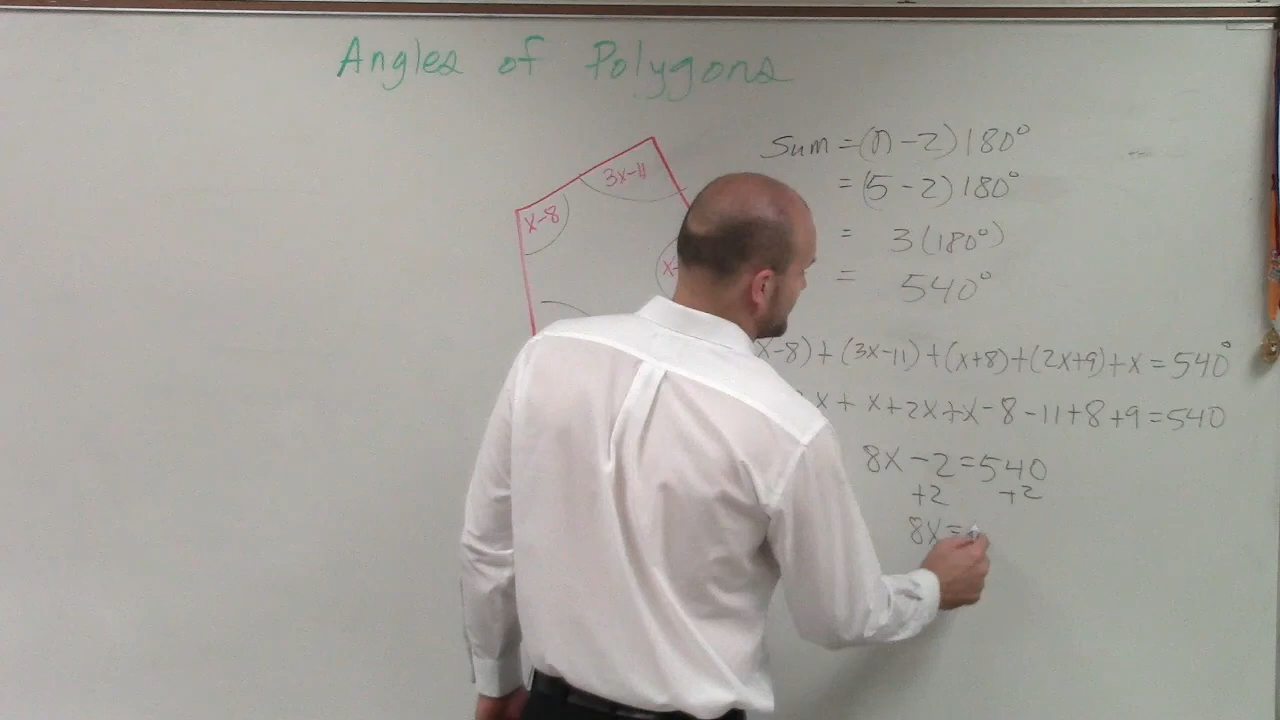 Angles of Polygons
Sum = (n - 2) 180°
= (5 - 2) 180°
= 3 (180°)
= 540°
3x-11
x-8
x-
x-8) + (3x-11) + (x+8) + (2x+9) + x = 540°
x + x + 2x + x - 8 - 11 + 8 + 9 = 540
8x - 2 = 540
+2 +2
8x =